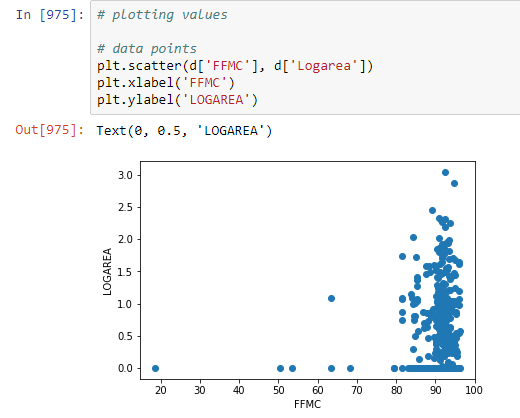 In [975]: # plotting values
# data points
plt.scatter(d['FFMC'], d['Logarea'])
plt.xlabel('FFMC')
plt.ylabel('LOGAREA')
Out[975]: Text(0, 0.5, 'LOGAREA')
3.0
2.5
2.0
1.5
1.0
0.5
0.0
LOGAREA
20 30 40 50 60 70 80 90 100
FFMC